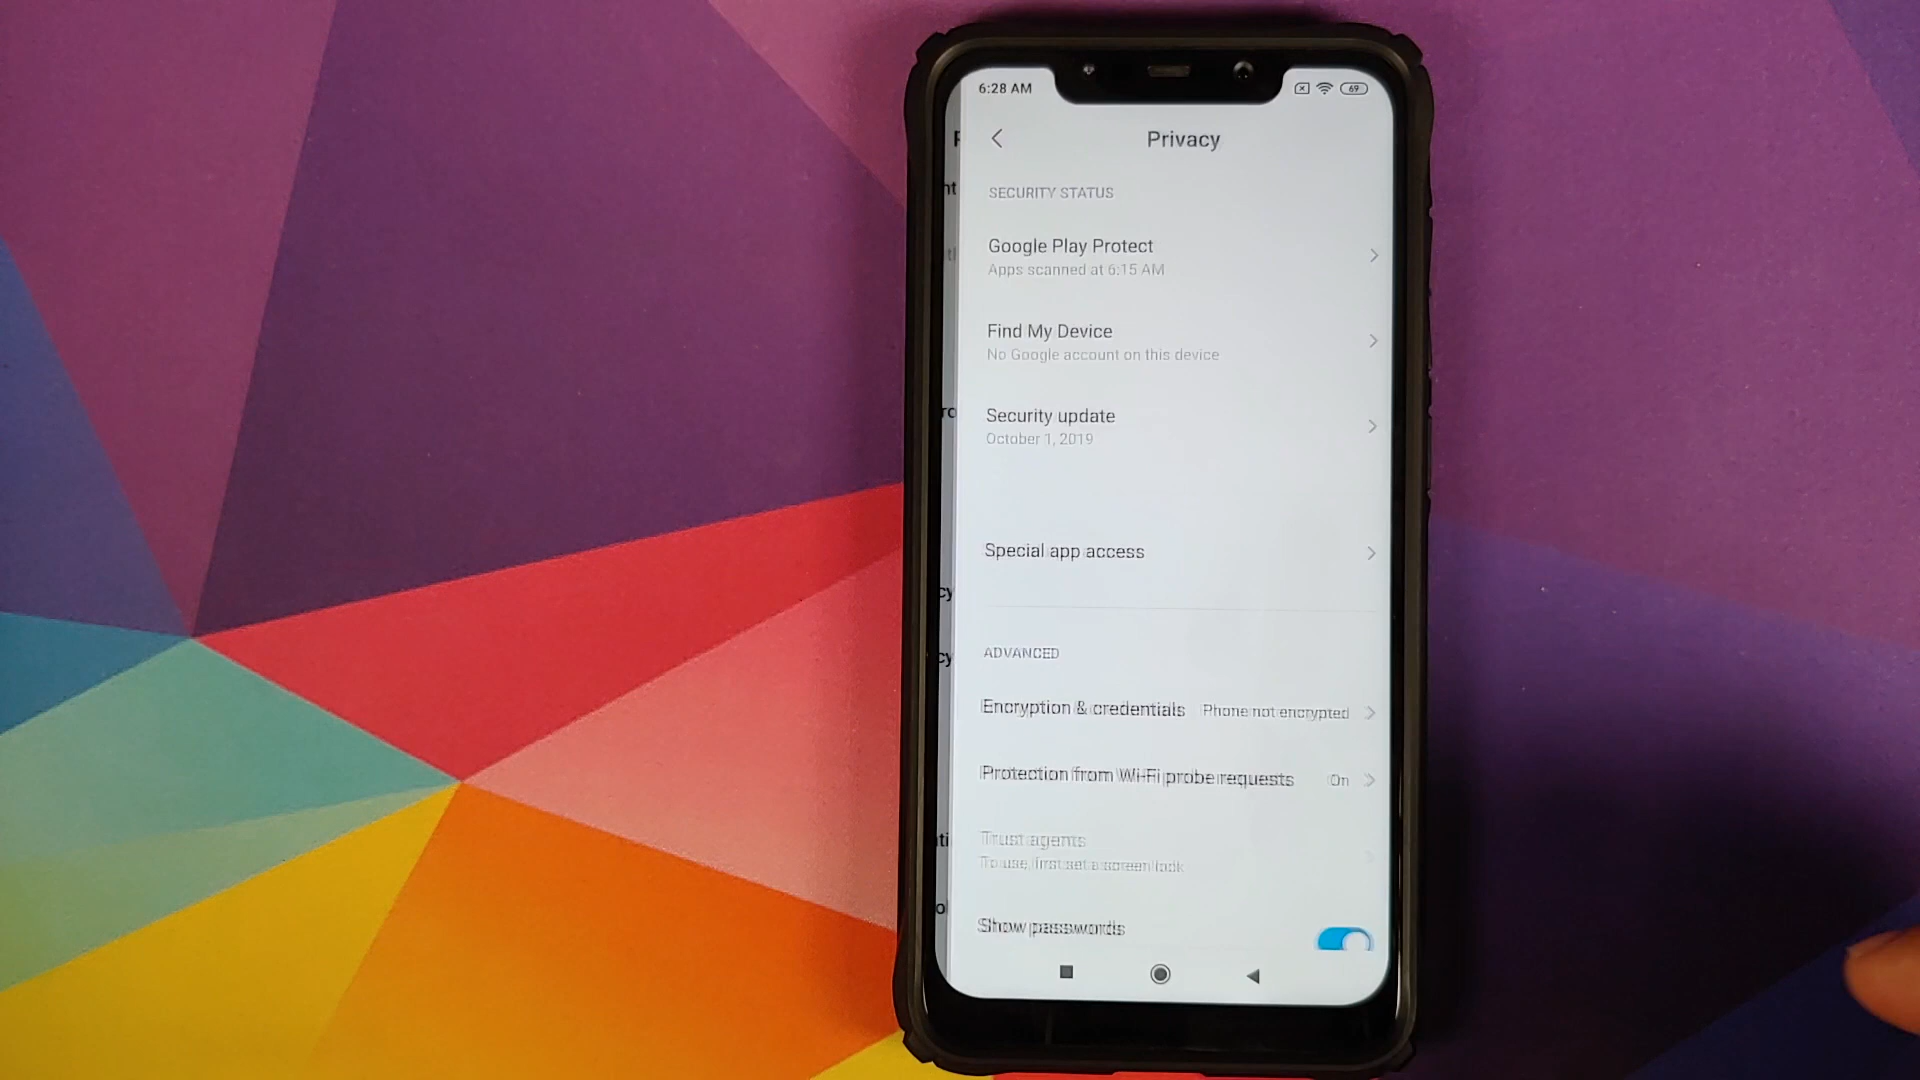 6:28 AM
69
Privacy
SECURITY STATUS
Google Play Protect
Apps scanned at 6:15 AM
Find My Device
No Google account on this device
Security update
October 1, 2019
Special app access
ADVANCED
Encryption & credentials Phone not encrypted
Protection from Wi-Fi probe requests On
Trust agents
To use, first set a screen lock
Show passwords